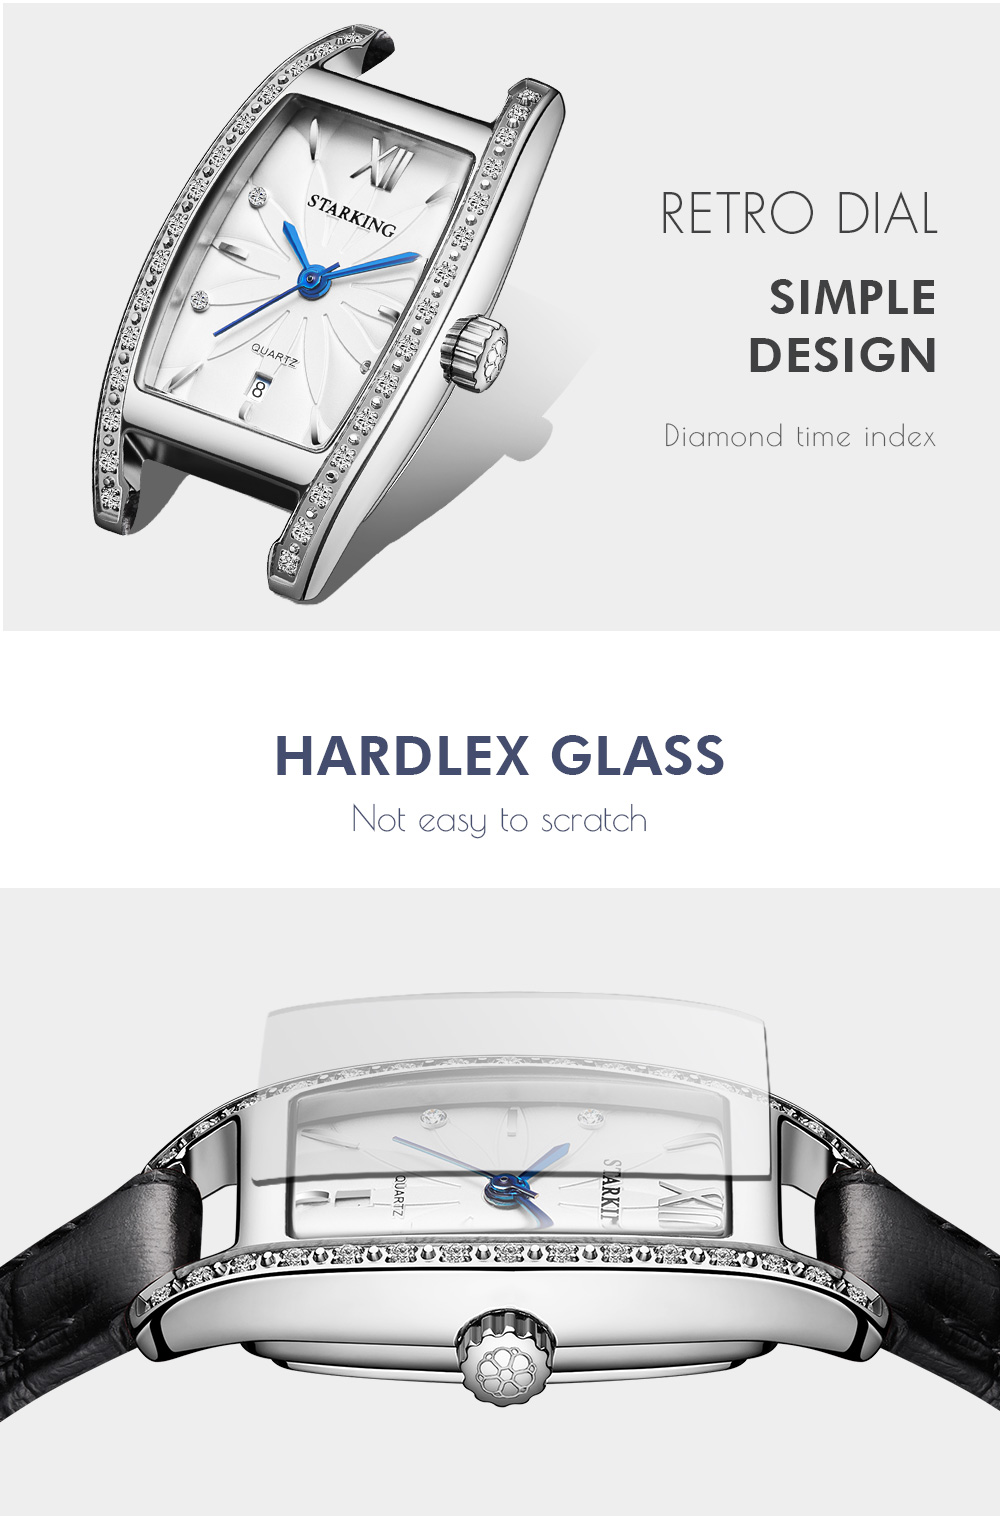 XII
STARKING
QUARTZ
8
RETRO DIAL
SIMPLE
DESIGN
Diamond time index
HARDLEX GLASS
Not easy to scratch
QUARTZ
STARKIN
XII